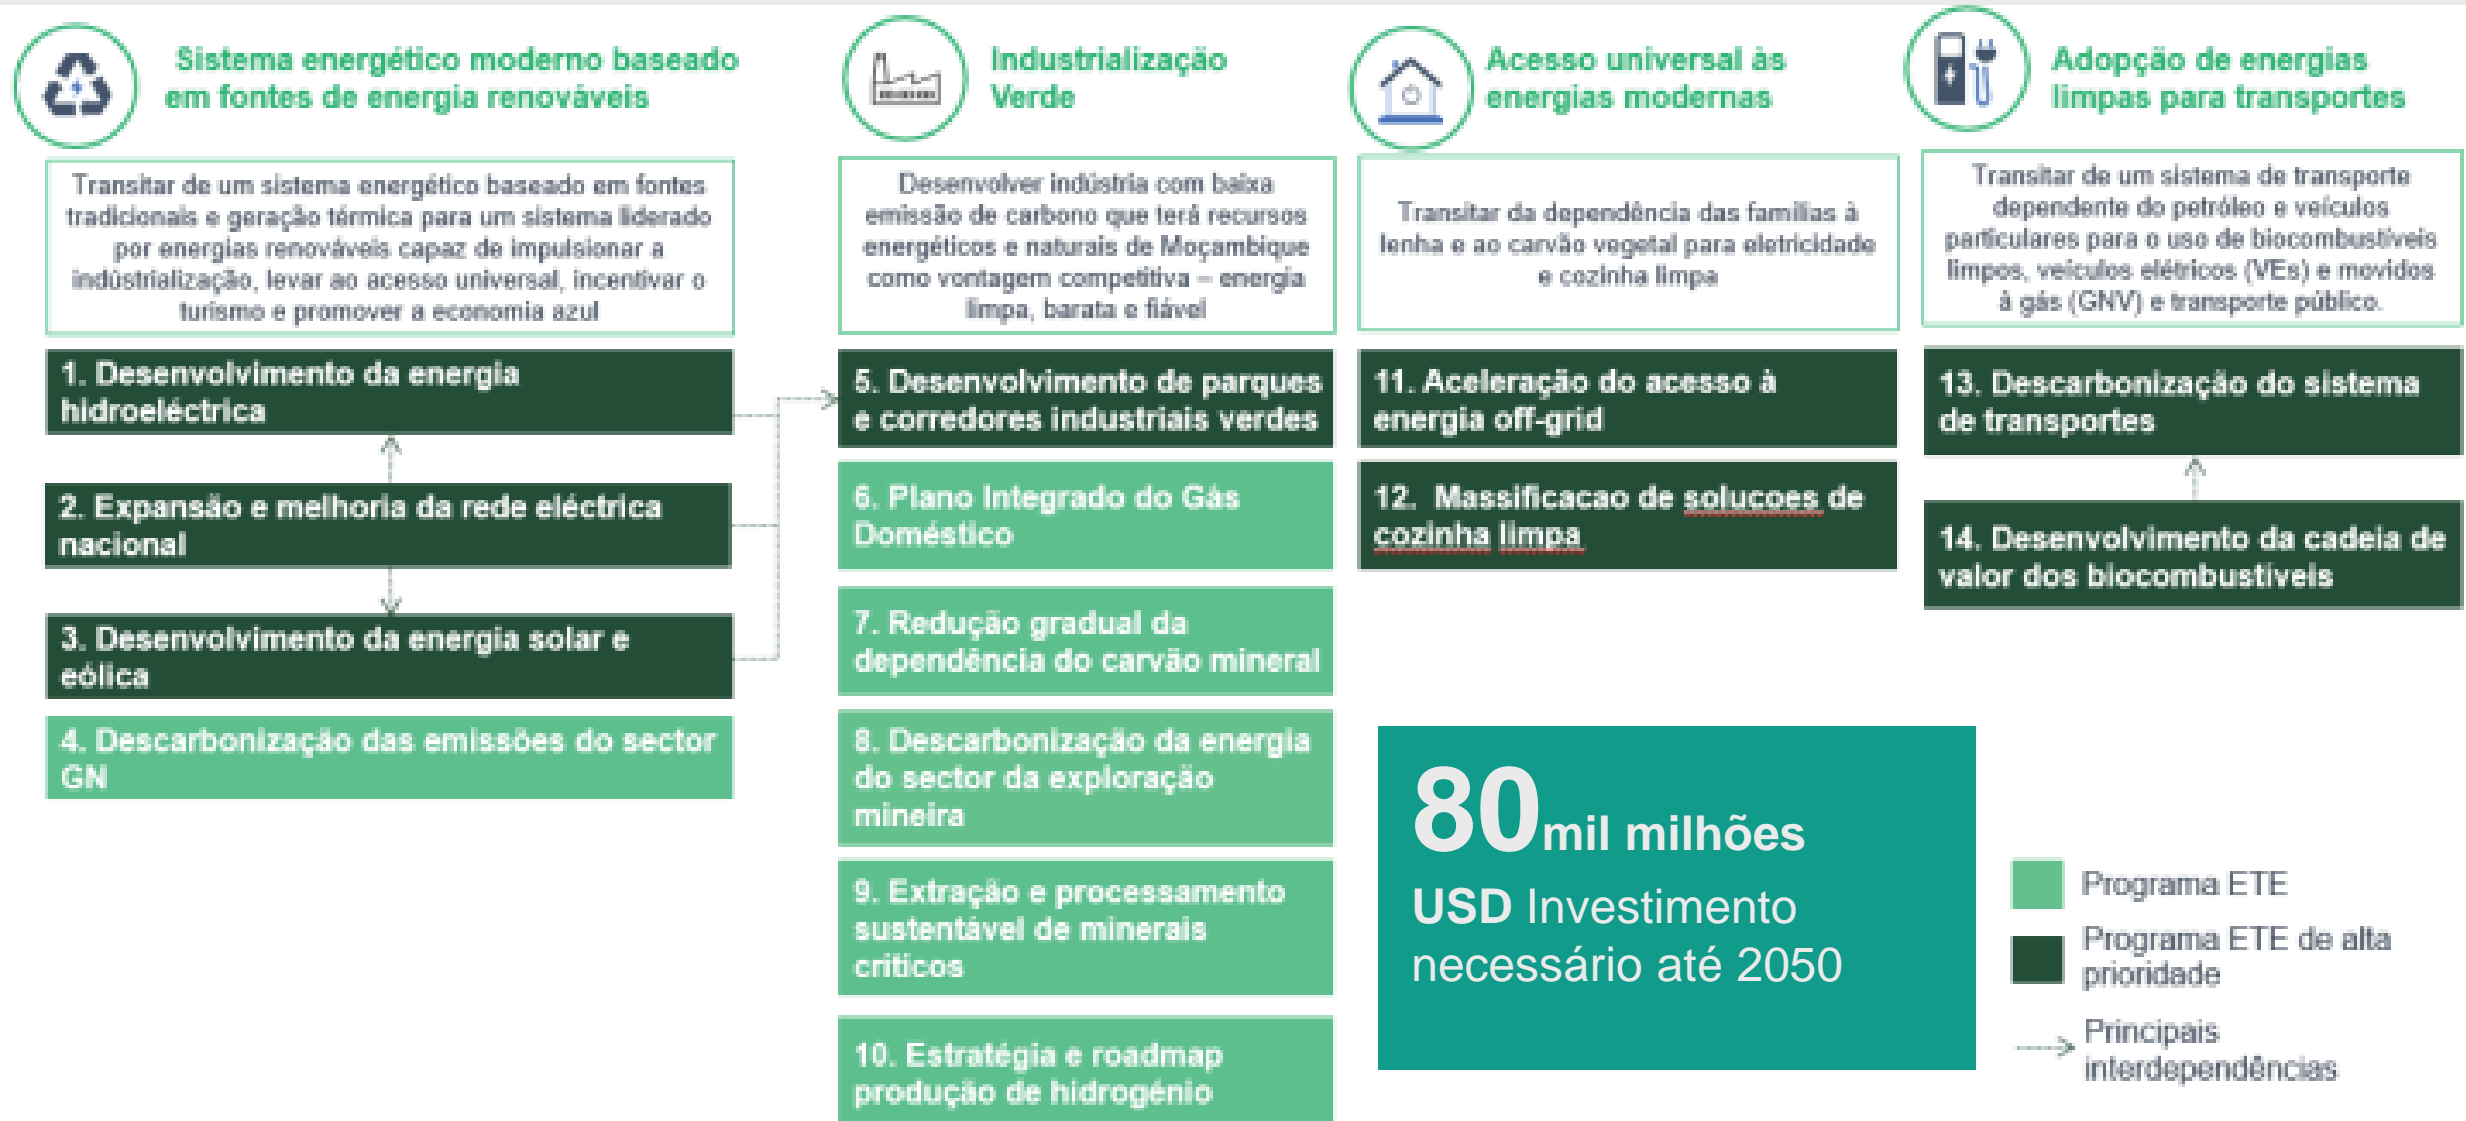 Sistema energético moderno baseado
em fontes de energia renováveis
Transitar de um sistema energético baseado em fontes
tradicionais e geração térmica para um sistema liderado
por energias renováveis capaz de impulsionar a
indústrialização, levar ao acesso universal, incentivar o
turismo e promover a economia azul
1. Desenvolvimento da energia
hidroeléctrica
2. Expansão e melhoria da rede eléctrica
nacional
3. Desenvolvimento da energia solar e
eólica
4. Descarbonização das emissões do sector
GN
Industrialização
Verde
Desenvolver indústria com baixa
emissão de carbono que terá recursos
energéticos e naturais de Moçambique
como vontagem competitiva – energia
limpa, barata e fiável
5. Desenvolvimento de parques
e corredores industriais verdes
6. Plano Integrado do Gás
Doméstico
7. Redução gradual da
dependência do carvão mineral
8. Descarbonização da energia
do sector da exploração
mineira
9. Extração e processamento
sustentável de minerais
críticos
10. Estratégia e roadmap
produção de hidrogénio
Acesso universal às
energias modernas
Transitar da dependência das famílias à
lenha e ao carvão vegetal para eletricidade
e cozinha limpa
11. Aceleração do acesso à
energia off-grid
12. Massificacao de solucoes de
cozinha limpa
Adopção de energias
limpas para transportes
Transitar de um sistema de transporte
dependente do petróleo e veículos
particulares para o uso de biocombustíveis
limpos, veículos elétricos (VEs) e movidos
à gás (GNV) e transporte público.
13. Descarbonização do sistema
de transportes
14. Desenvolvimento da cadeia de
valor dos biocombustíveis
80 mil milhões
USD Investimento
necessário até 2050
Programa ETE
Programa ETE de alta
prioridade
Principais
interdependências